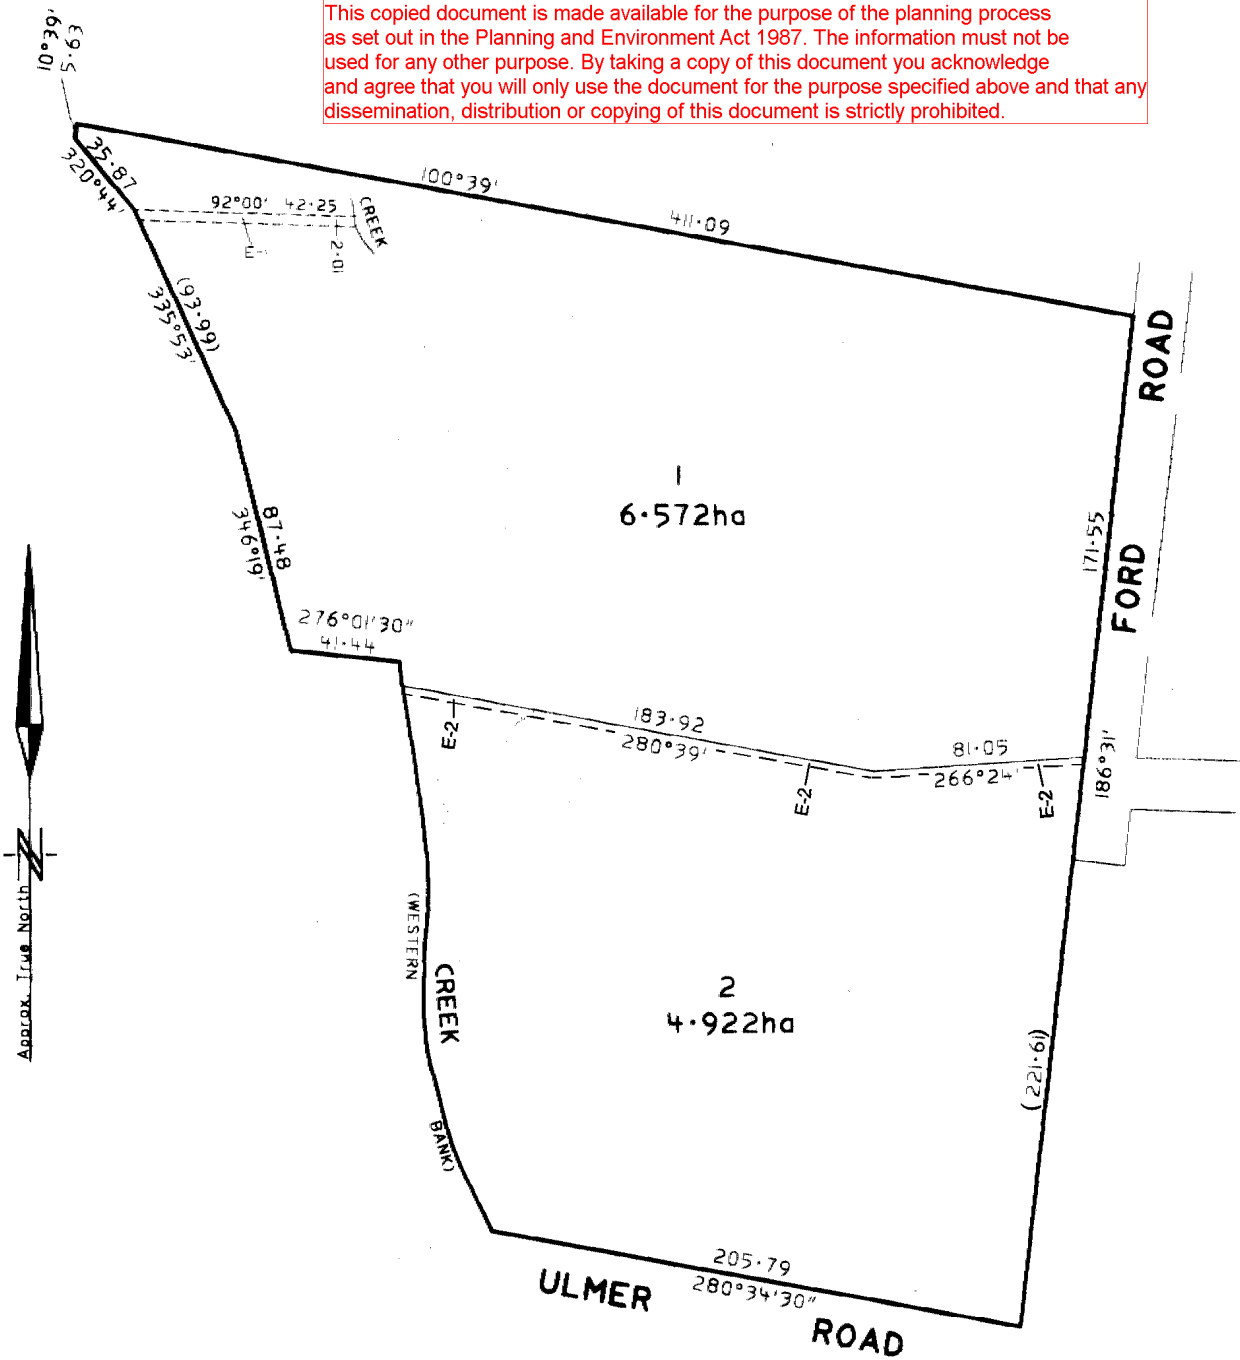 This copied document is made available for the purpose of the planning process
as set out in the Planning and Environment Act 1987. The information must not be
used for any other purpose. By taking a copy of this document you acknowledge
and agree that you will only use the document for the purpose specified above and that any
dissemination, distribution or copying of this document is strictly prohibited.
10°39'
5·63
35·87
320°44'
100°39'
411·09
92°00' 42·25
CREEK
2·01
(93·99)
335°53'
ROAD
1
6·572ha
87·48
346°19'
171·55
FORD
276°01'30"
41·44
183·92
280°39'
E-2
81·05
266°24'
E-2
E-2
186°31'
Approx. True North
(WESTERN
CREEK
BANK)
2
4·922ha
(221·61)
205·79
280°34'30"
ULMER
ROAD